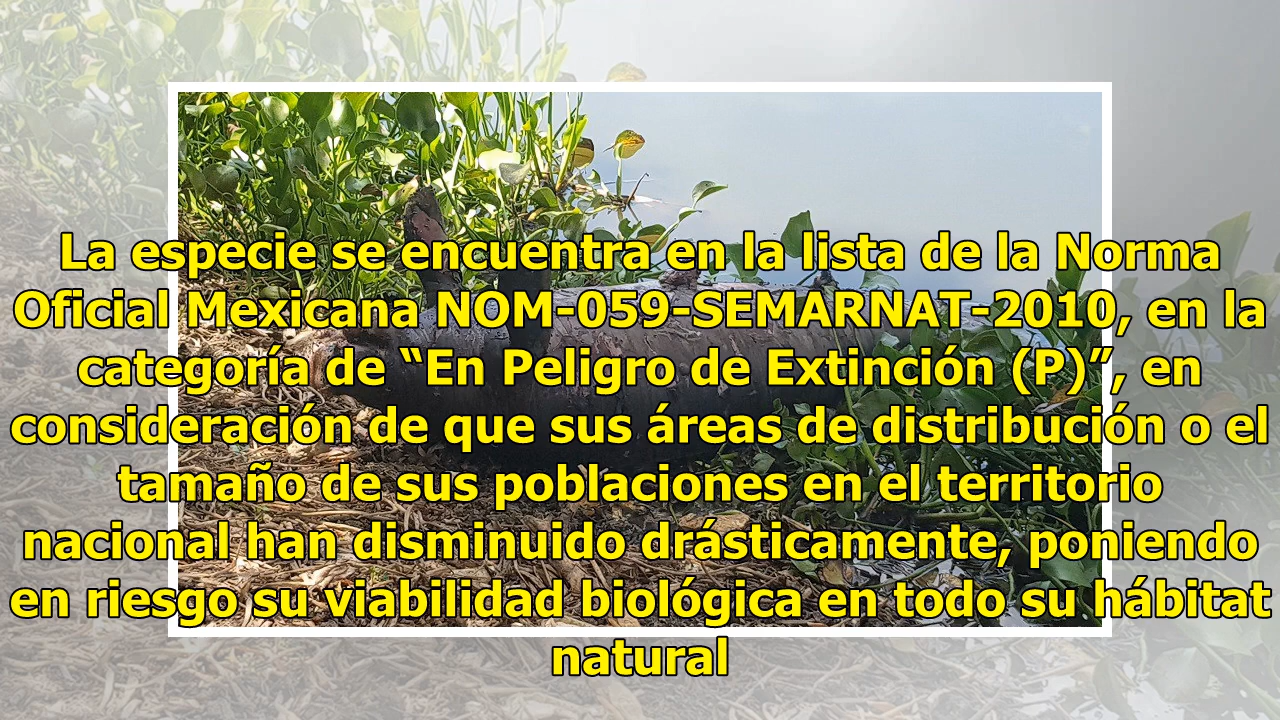 La especie se encuentra en la lista de la Norma
Oficial Mexicana NOM-059-SEMARNAT-2010, en la
categoría de “En Peligro de Extinción (P)”, en
consideración de que sus áreas de distribución o el
tamaño de sus poblaciones en el territorio
nacional han disminuido drásticamente, poniendo
en riesgo su viabilidad biológica en todo su hábitat
natural